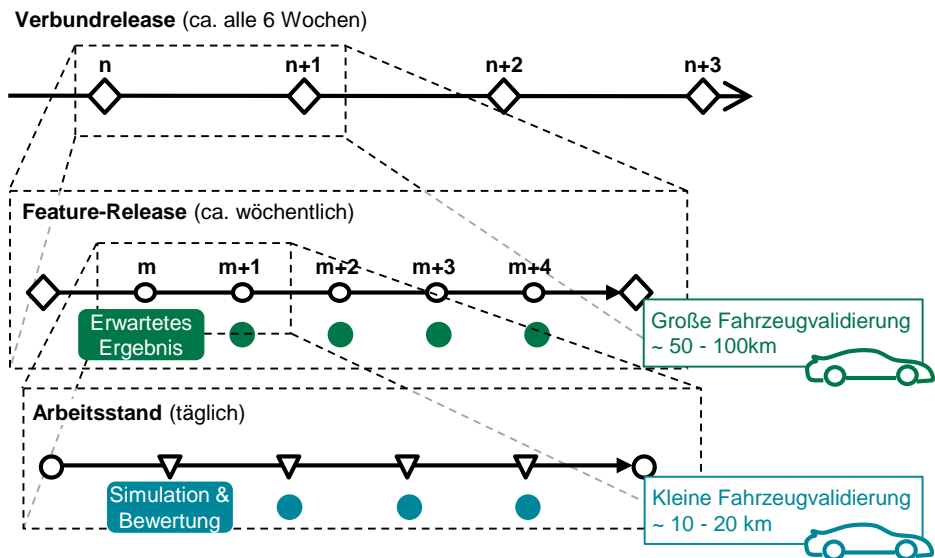 Verbundrelease (ca. alle 6 Wochen)
n n+1 n+2 n+3
Feature-Release (ca. wöchentlich)
m m+1 m+2 m+3 m+4
Erwartetes
Ergebnis
Große Fahrzeugvalidierung
~ 50 - 100km
Arbeitsstand (täglich)
Simulation &
Bewertung
Kleine Fahrzeugvalidierung
~ 10 - 20 km